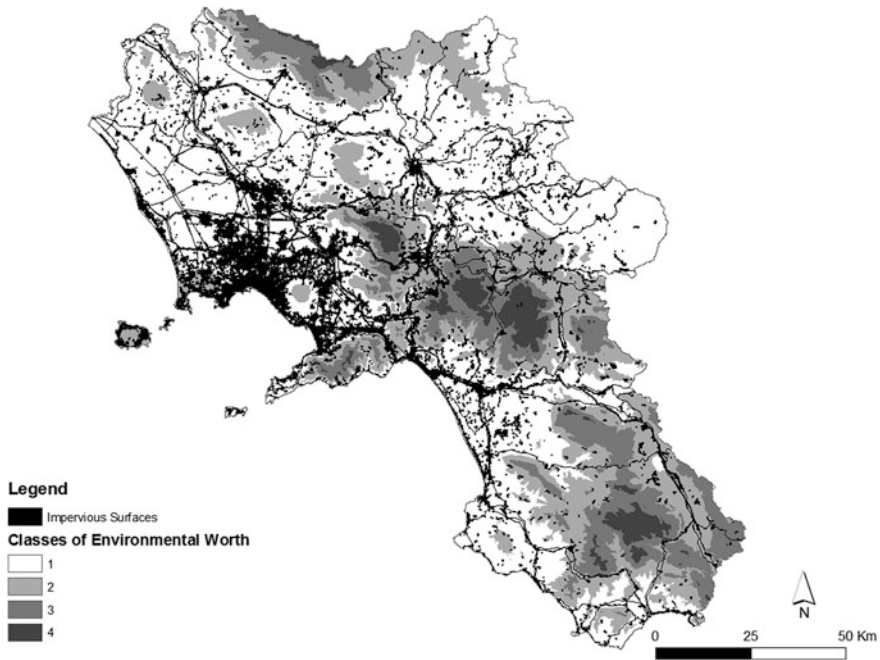 Legend
Impervious Surfaces
Classes of Environmental Worth
1
2
3
4
N
0 25 50 Km